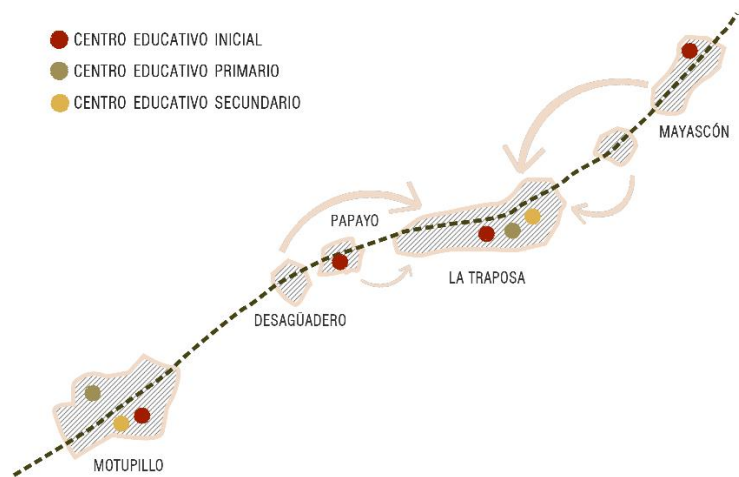 CENTRO EDUCATIVO INICIAL
CENTRO EDUCATIVO PRIMARIO
CENTRO EDUCATIVO SECUNDARIO
MAYASCÓN
PAPAYO
LA TRAPOSA
DESAGÜADERO
MOTUPILLO